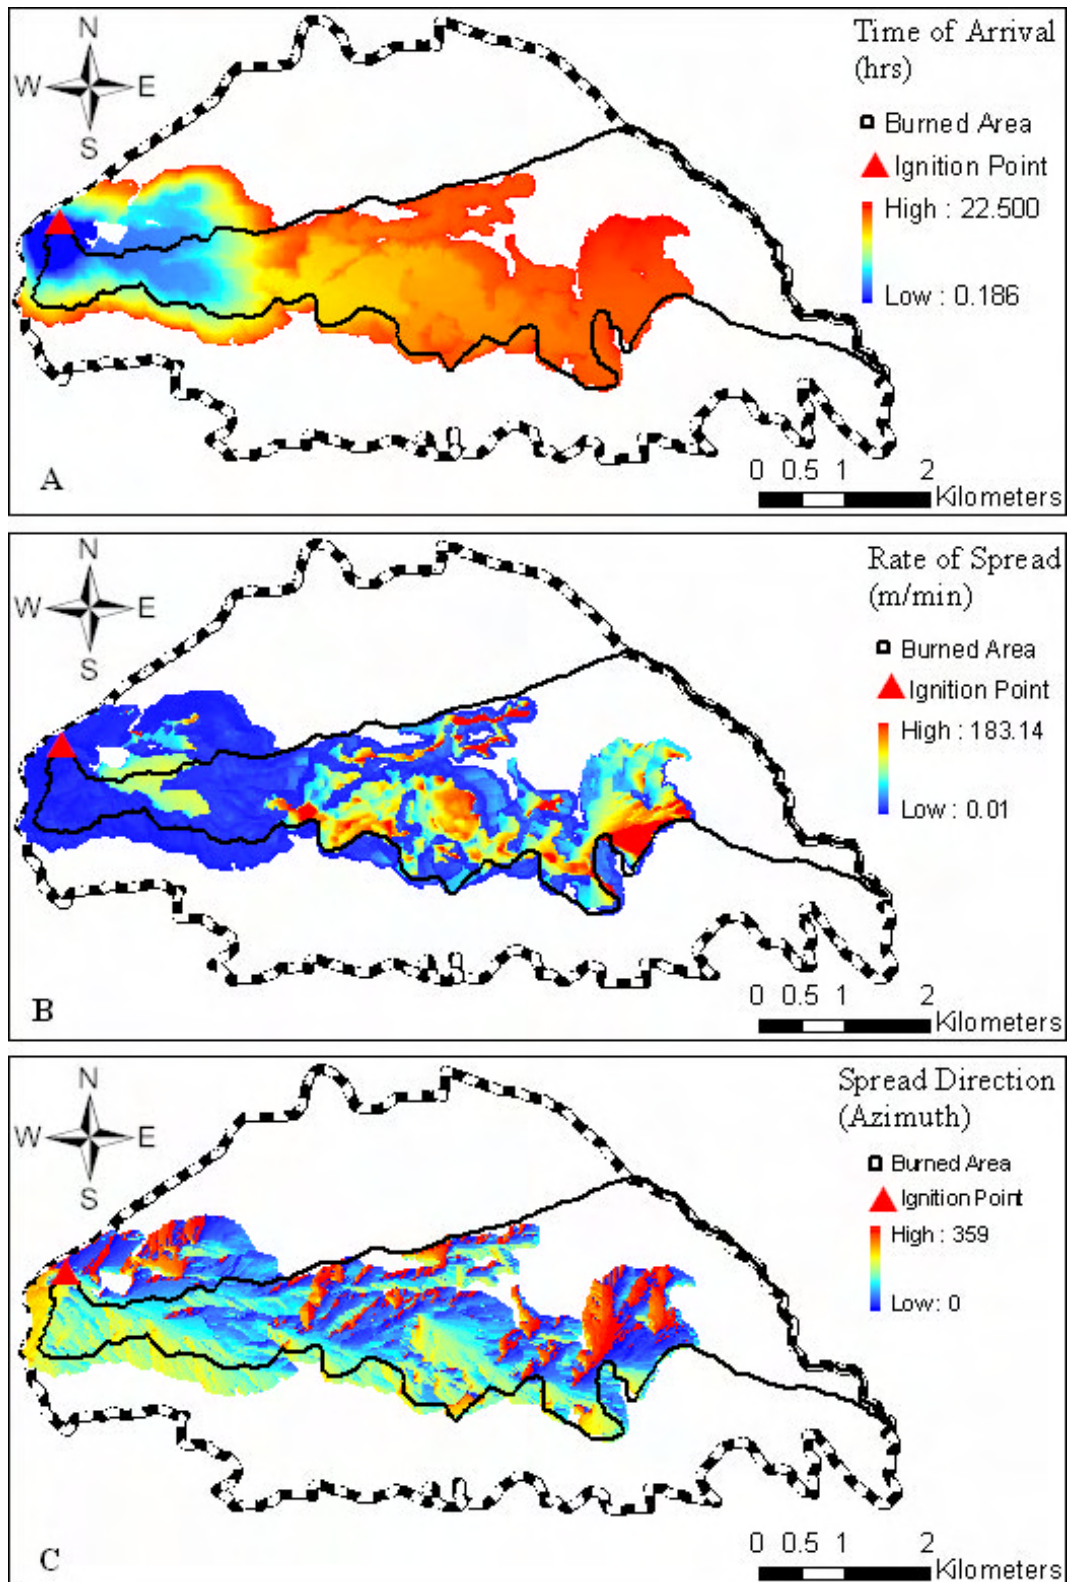 N
W E
S
Time of Arrival
(hrs)
Burned Area
Ignition Point
High : 22.500
Low : 0.186
A
0 0.5 1 2
Kilometers
N
W E
S
Rate of Spread
(m/min)
Burned Area
Ignition Point
High : 183.14
Low : 0.01
B
0 0.5 1 2
Kilometers
N
W E
S
Spread Direction
(Azimuth)
Burned Area
Ignition Point
High : 359
Low : 0
C
0 0.5 1 2
Kilometers